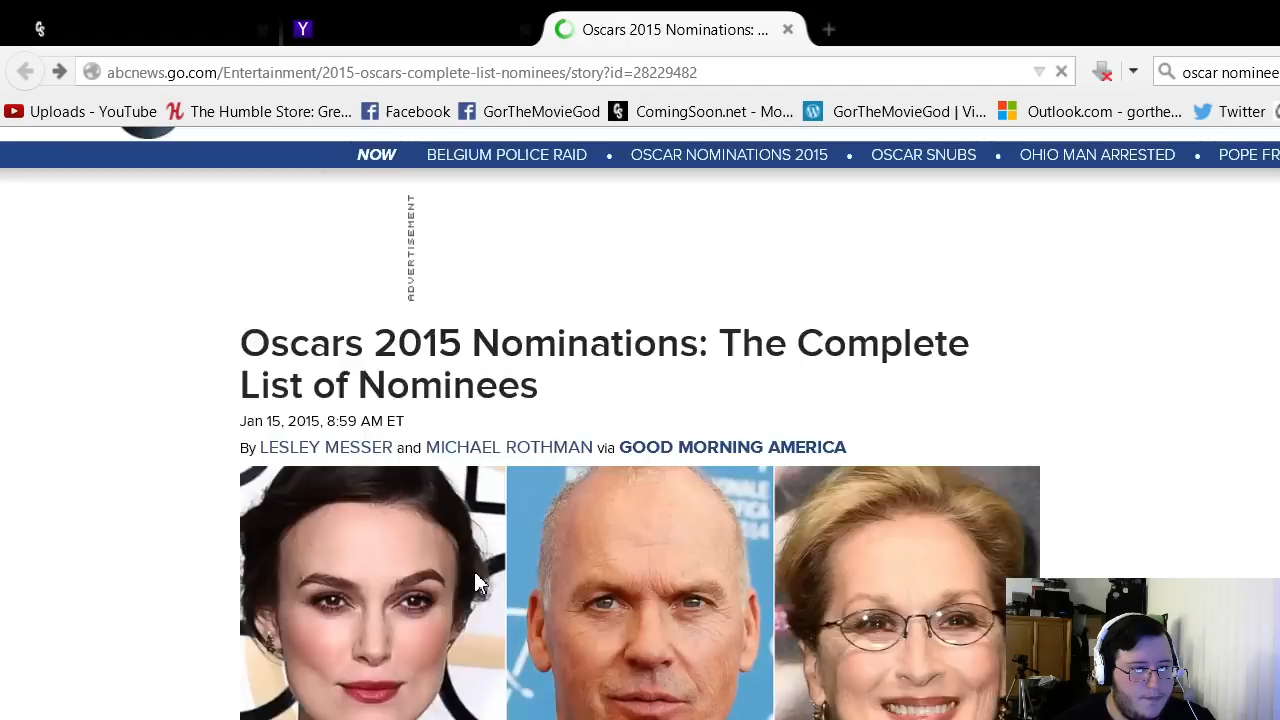 Oscars 2015 Nominations: ...
abcnews.go.com/Entertainment/2015-oscars-complete-list-nominees/story?id=28229482
oscar nominee
Uploads - YouTube
The Humble Store: Gre...
Facebook
GorTheMovieGod
ComingSoon.net - Mo...
GorTheMovieGod | Vi...
Outlook.com - gorthe...
Twitter
NOW BELGIUM POLICE RAID • OSCAR NOMINATIONS 2015 • OSCAR SNUBS • OHIO MAN ARRESTED • POPE FR
ADVERTISEMENT
Oscars 2015 Nominations: The Complete
List of Nominees
Jan 15, 2015, 8:59 AM ET
By LESLEY MESSER and MICHAEL ROTHMAN via GOOD MORNING AMERICA